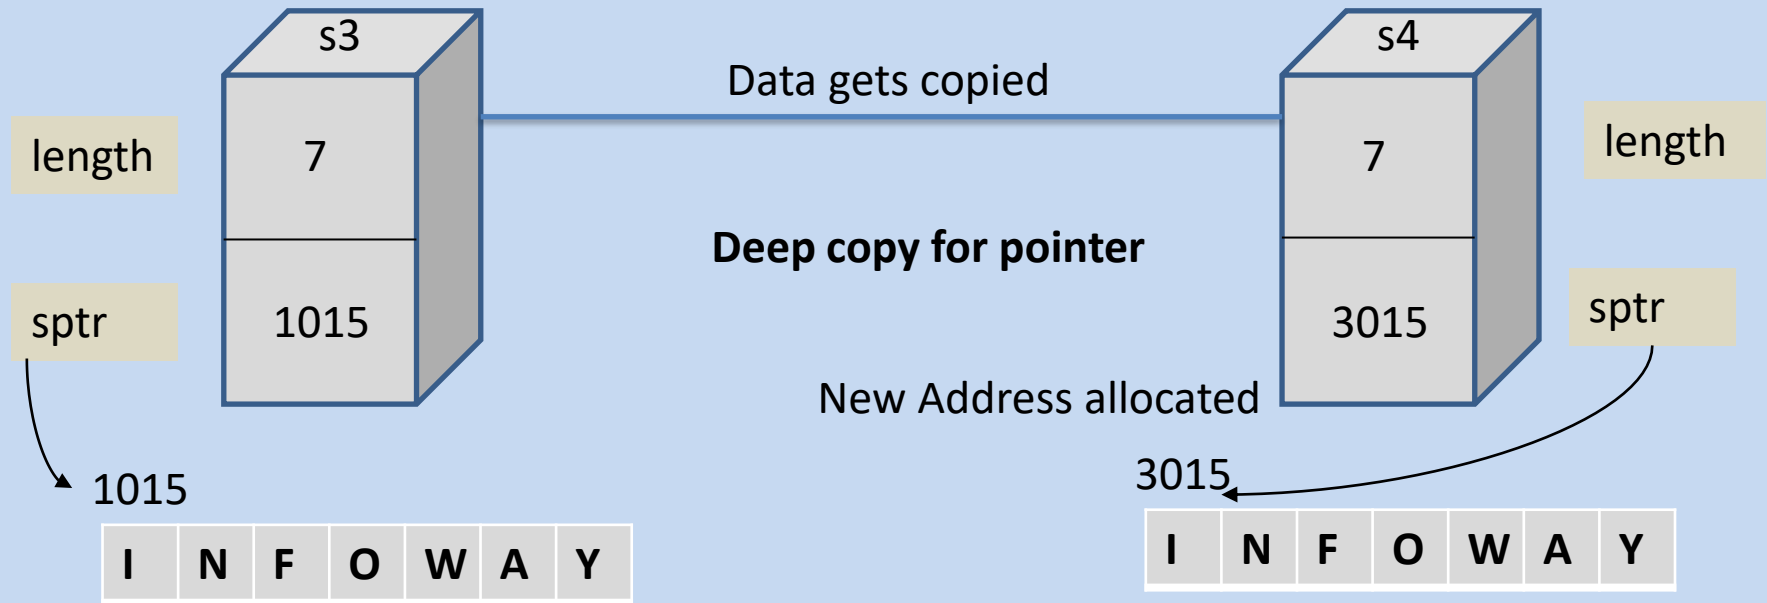 s3
s4
Data gets copied
length
7
7
length
Deep copy for pointer
sptr
1015
3015
sptr
New Address allocated
1015
3015
I N F O W A Y
I N F O W A Y